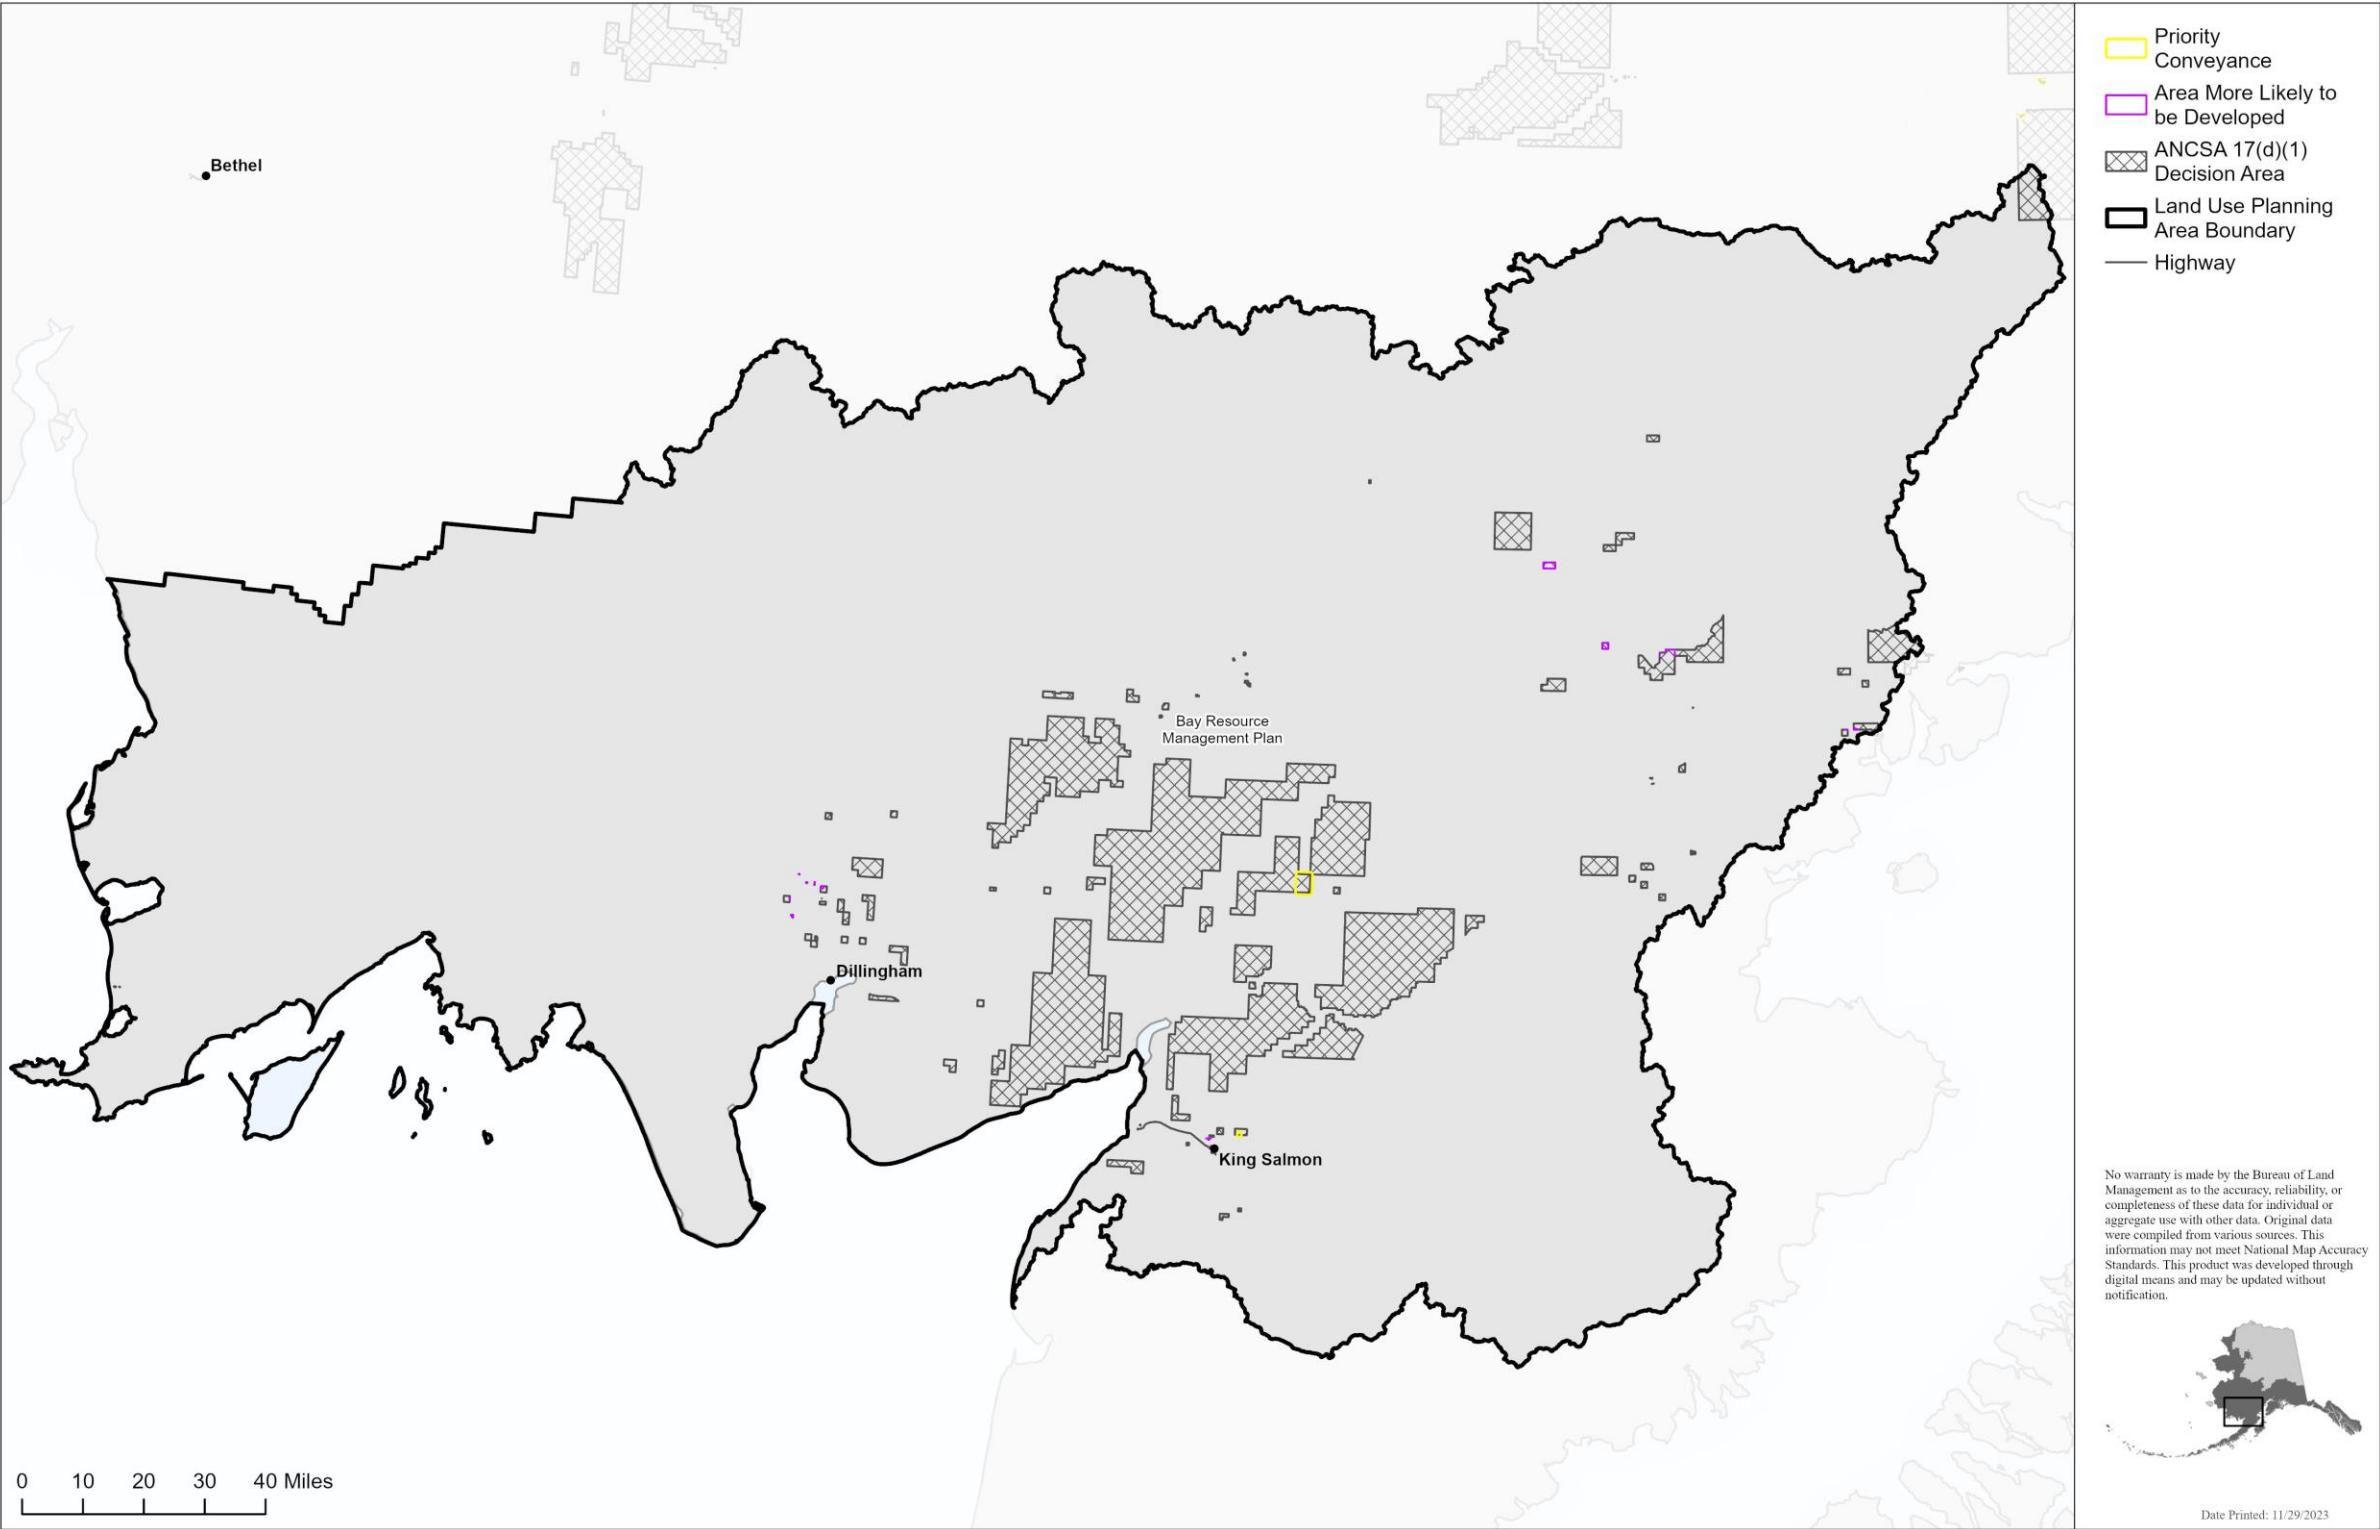 Bethel
Bay Resource
Management Plan
Dillingham
King Salmon
0 10 20 30 40 Miles
Priority
Conveyance
Area More Likely to
be Developed
ANCSA 17(d)(1)
Decision Area
Land Use Planning
Area Boundary
Highway
No warranty is made by the Bureau of Land
Management as to the accuracy, reliability, or
completeness of these data for individual or
aggregate use with other data. Original data
were compiled from various sources. This
information may not meet National Map Accuracy
Standards. This product was developed through
digital means and may be updated without
notification.
Date Printed: 11/29/2023